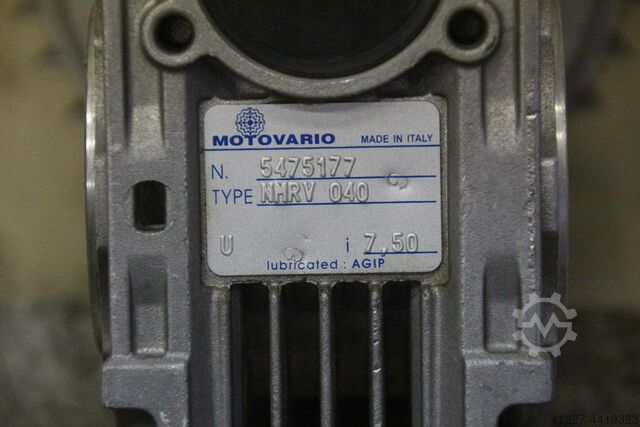 MOTOVARIO MADE IN ITALY
N. 5475177
TYPE NMRV 040
U i 7,50
lubricated : AGIP
41227-4419323